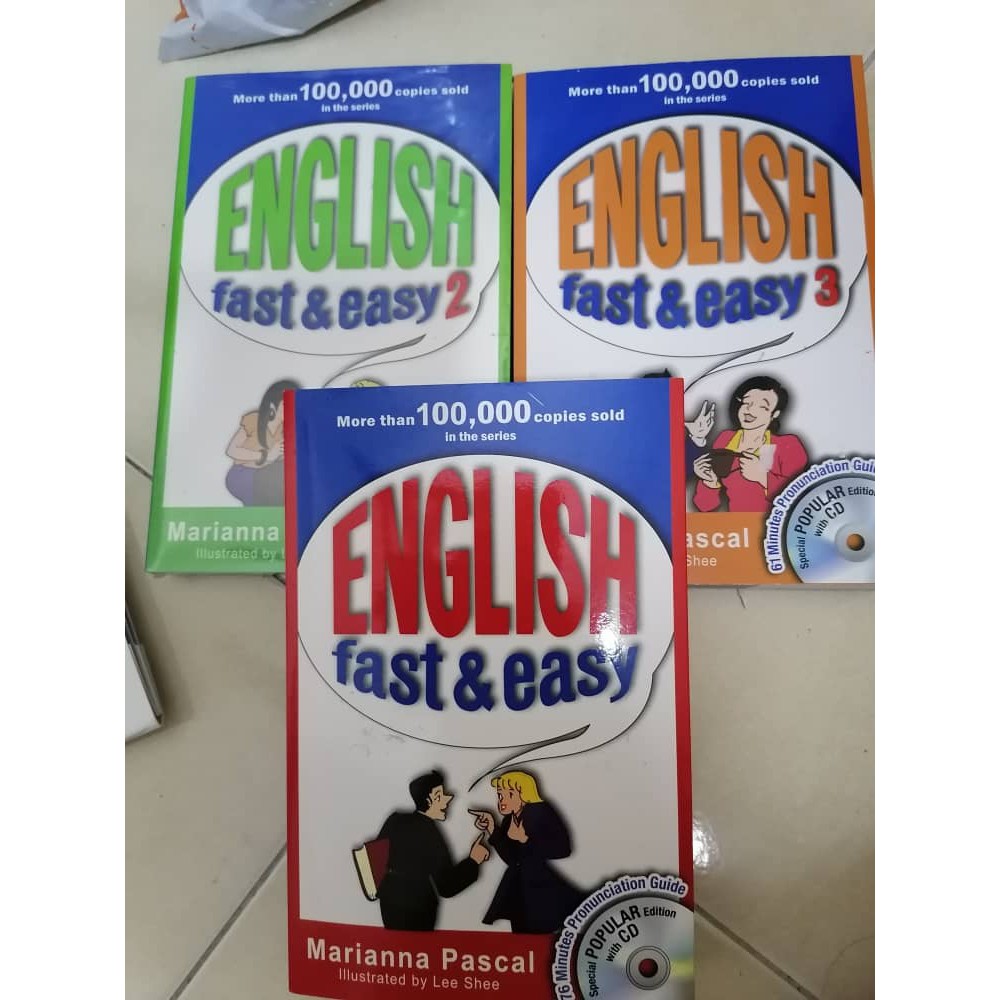 More than 100,000 copies sold
in the series
ENGLISH
fast & easy 2
Marianna
Illustrated by
More than 100,000 copies sold
in the series
ENGLISH
fast & easy 3
61 Minutes Pronunciation
Special POPULAR Edition
with CD
ascal
Shee
More than 100,000 copies sold
in the series
ENGLISH
fast & easy
76 Minutes Pronunciation Guide
Special POPULAR Edition
with CD
Marianna Pascal
Illustrated by Lee Shee